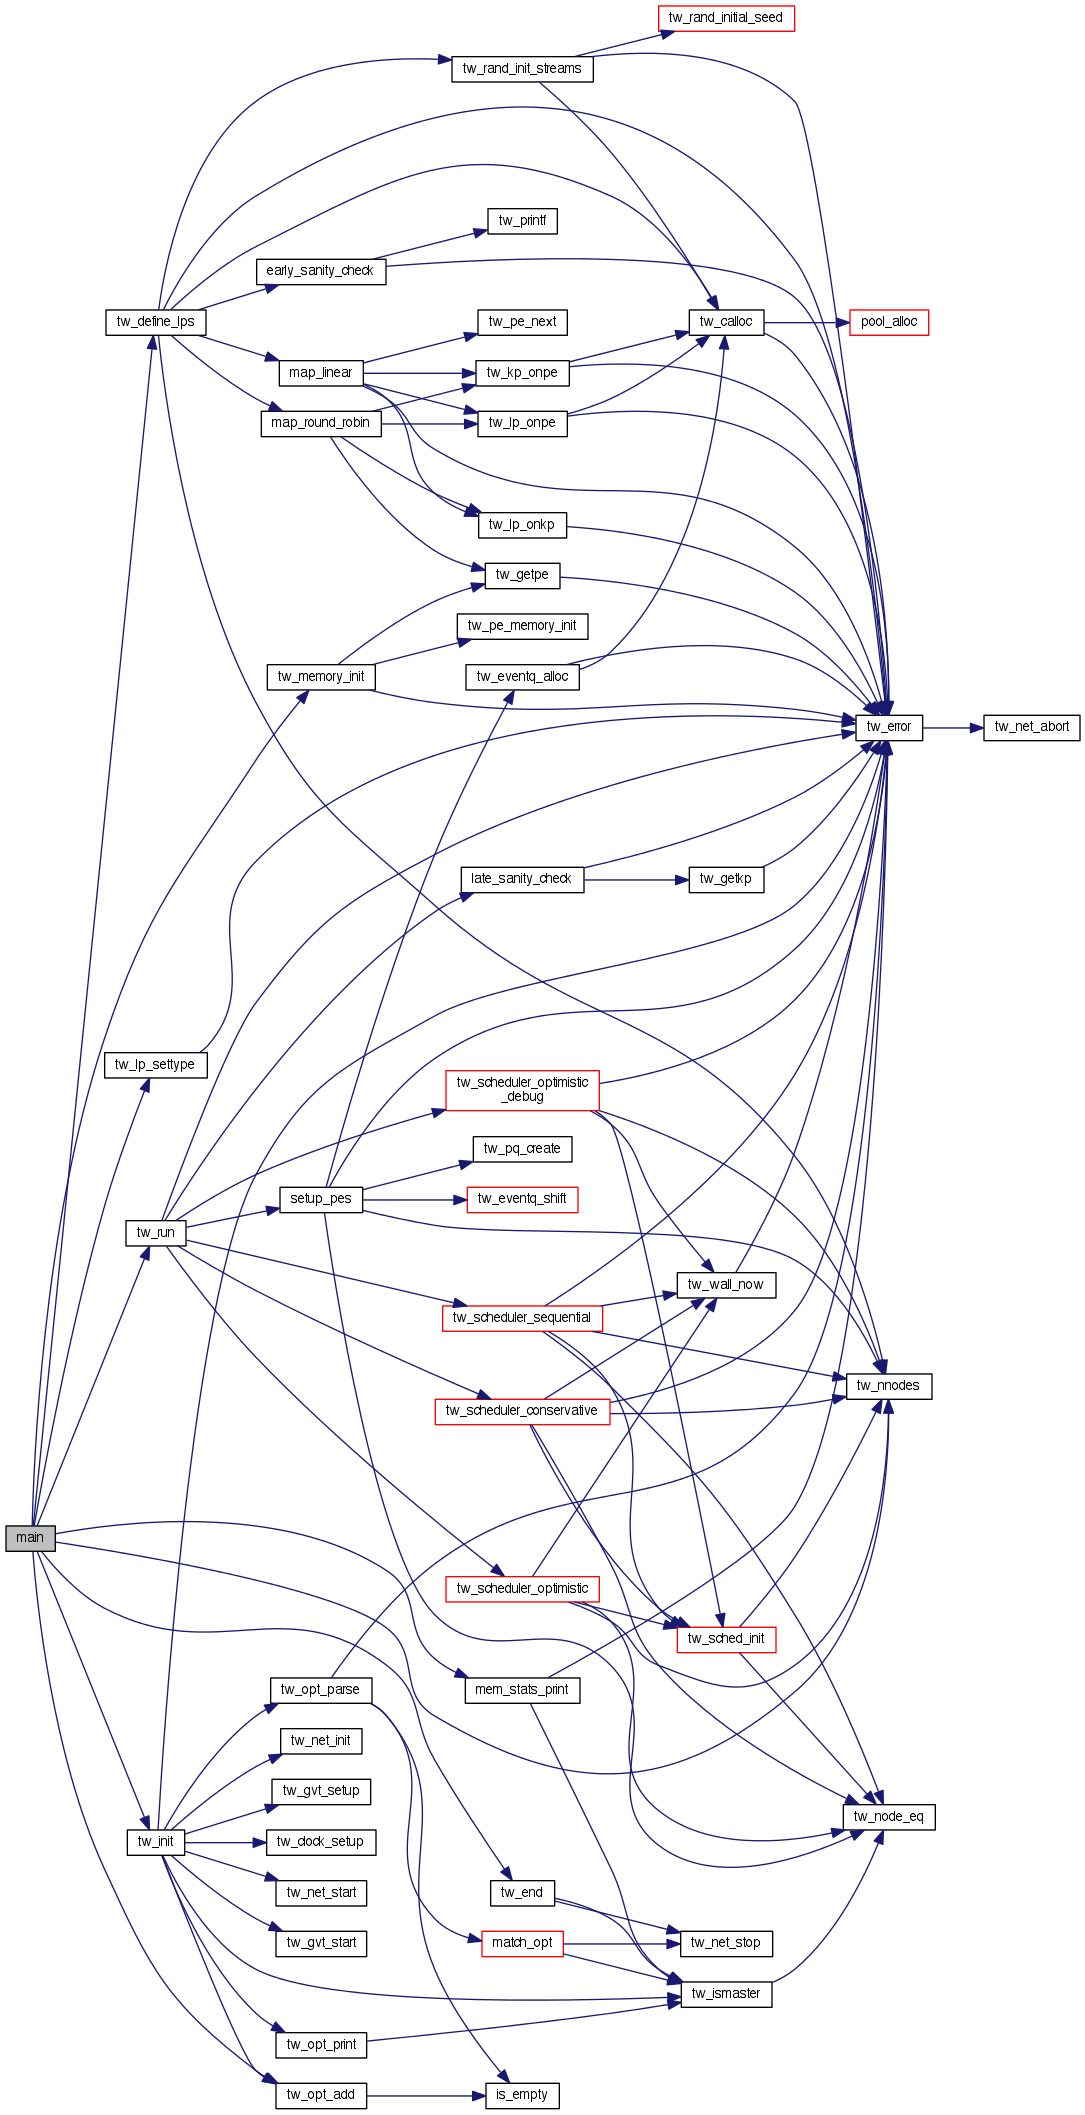 tw_rand_initial_seed
tw_rand_init_streams
tw_printf
early_sanity_check
tw_define_lps
tw_pe_next
tw_calloc
pool_alloc
map_linear
tw_kp_onpe
map_round_robin
tw_lp_onpe
tw_lp_onkp
tw_getpe
tw_pe_memory_init
tw_memory_init
tw_eventq_alloc
tw_error
tw_net_abort
late_sanity_check
tw_getkp
tw_lp_settype
tw_scheduler_optimistic
_debug
tw_pq_create
setup_pes
tw_eventq_shift
tw_run
tw_wall_now
tw_scheduler_sequential
tw_nnodes
tw_scheduler_conservative
main
tw_scheduler_optimistic
tw_sched_init
tw_opt_parse
mem_stats_print
tw_net_init
tw_gvt_setup
tw_node_eq
tw_init
tw_clock_setup
tw_net_start
tw_end
tw_gvt_start
match_opt
tw_net_stop
tw_ismaster
tw_opt_print
tw_opt_add
is_empty